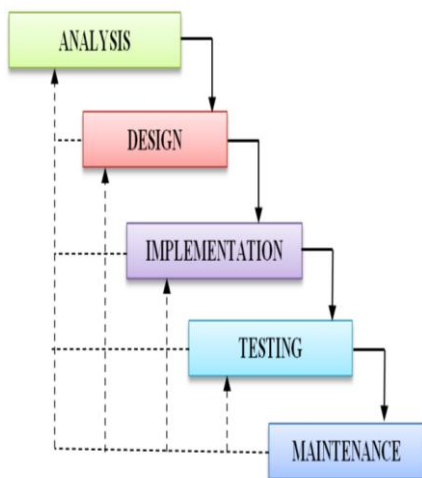 ANALYSIS
DESIGN
IMPLEMENTATION
TESTING
MAINTENANCE